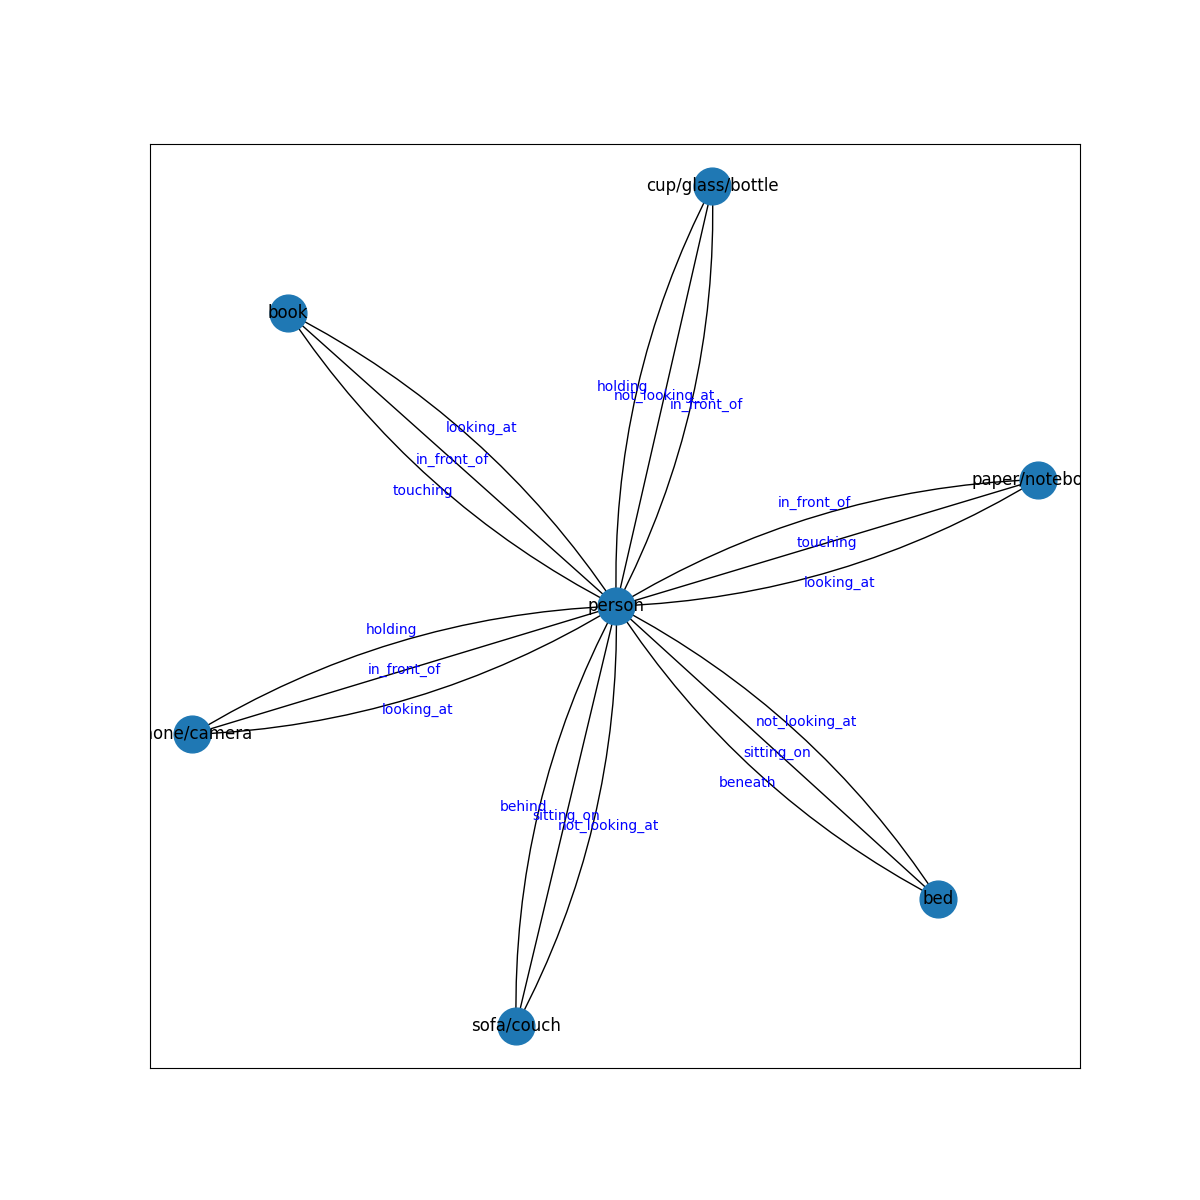 cup/glass/bottle
book
holding
not_looking_at
in_front_of
looking_at
in_front_of
touching
paper/notebo
in_front_of
touching
looking_at
person
holding
in_front_of
looking_at
one/camera
not_looking_at
sitting_on
beneath
behind
sitting_on
not_looking_at
bed
sofa/couch